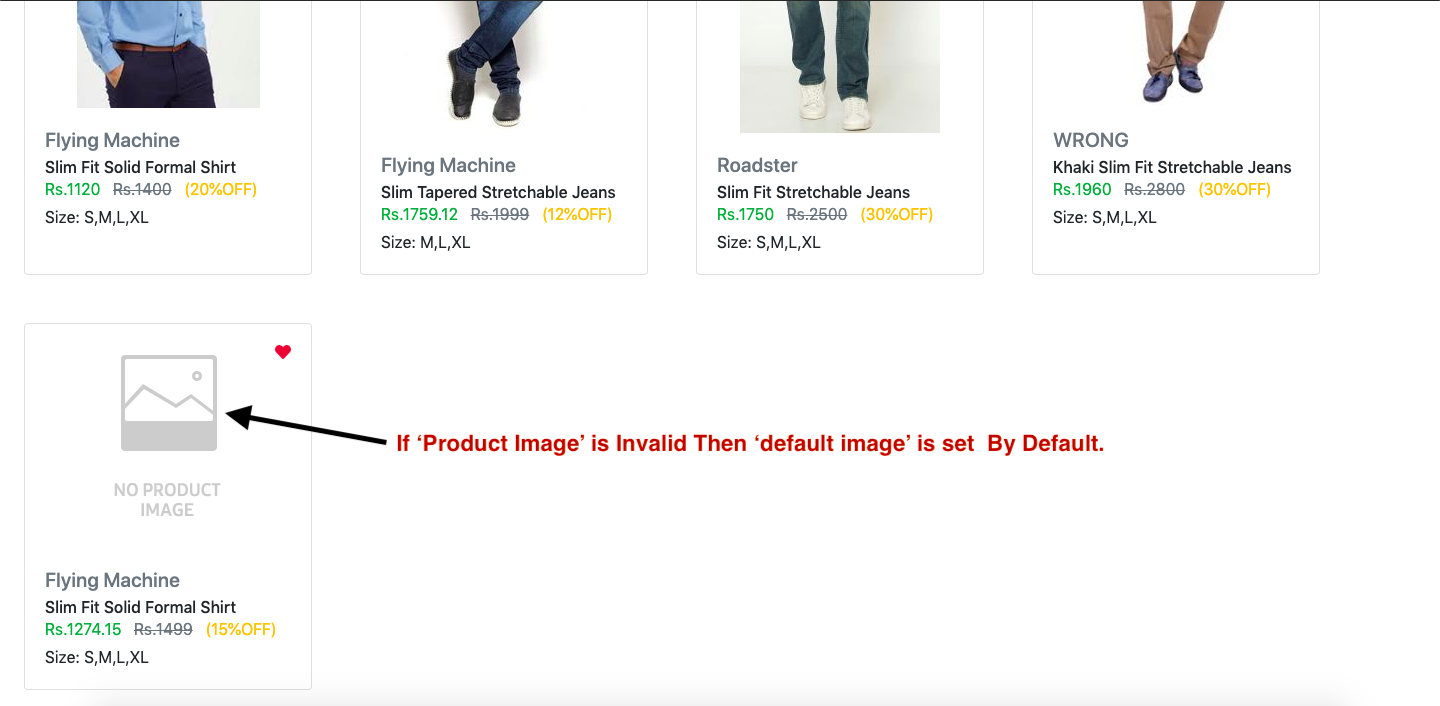 Flying Machine
Slim Fit Solid Formal Shirt
Rs.1120 Rs.1400 (20%OFF)
Size: S,M,L,XL
Flying Machine
Slim Tapered Stretchable Jeans
Rs.1759.12 Rs.1999 (12%OFF)
Size: M,L,XL
Roadster
Slim Fit Stretchable Jeans
Rs.1750 Rs.2500 (30%OFF)
Size: S,M,L,XL
WRONG
Khaki Slim Fit Stretchable Jeans
Rs.1960 Rs.2800 (30%OFF)
Size: S,M,L,XL
If ‘Product Image’ is Invalid Then ‘default image’ is set  By Default.
NO PRODUCT
IMAGE
Flying Machine
Slim Fit Solid Formal Shirt
Rs.1274.15 Rs.1499 (15%OFF)
Size: S,M,L,XL